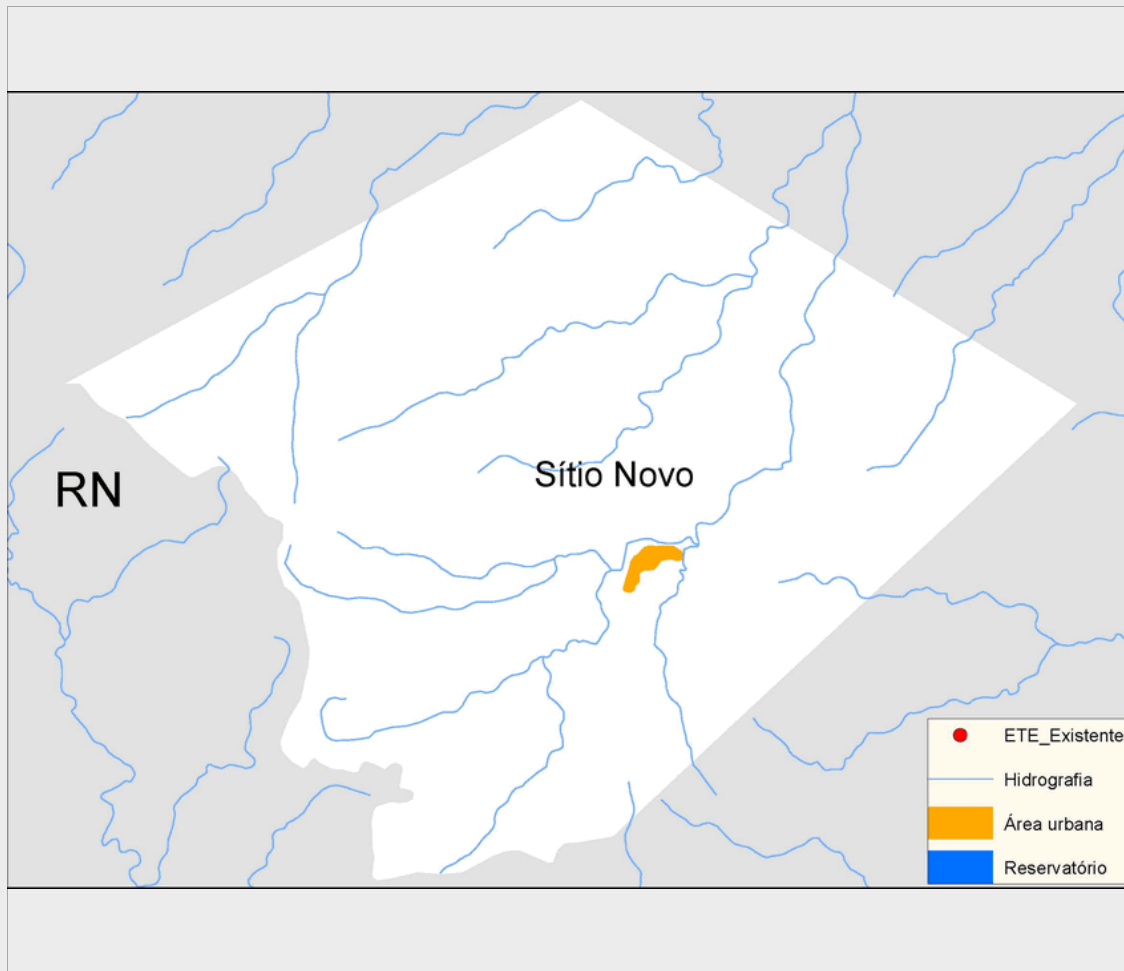 Sítio Novo
RN
ETE_Existente
Hidrografia
Área urbana
Reservatório